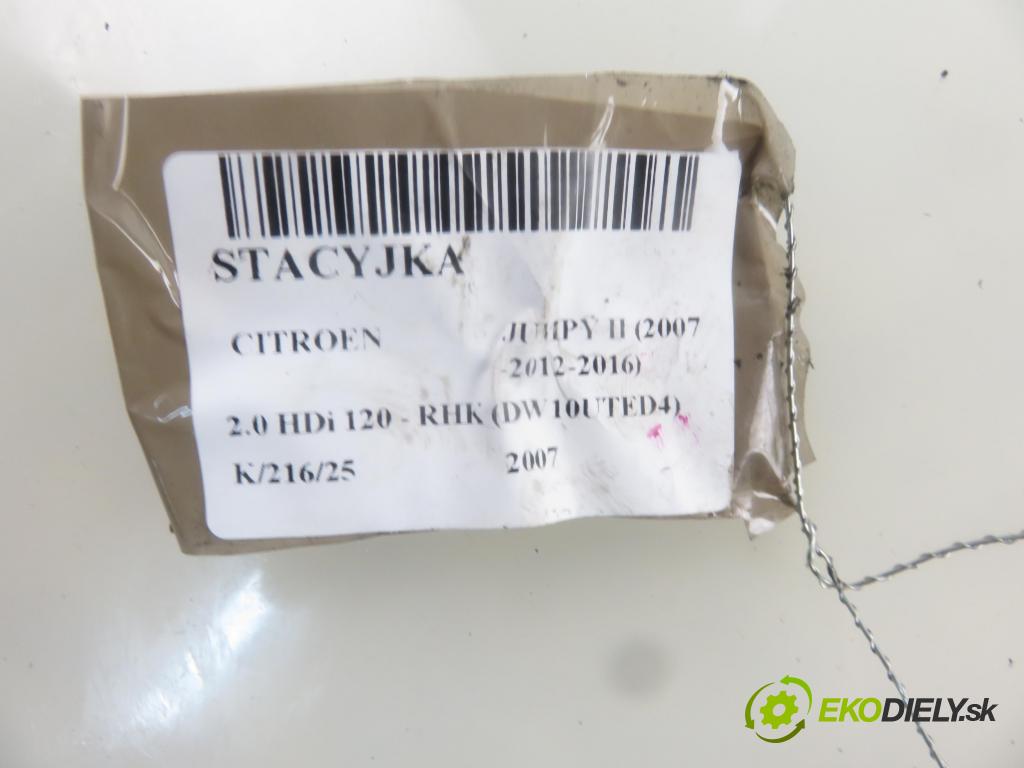 STACYJKA
CITROEN JUMPY II (2007
-2012-2016)
2.0 HDi 120 - RHK (DW10UTED4)
K/216/25 2007
EKODIELY.sk